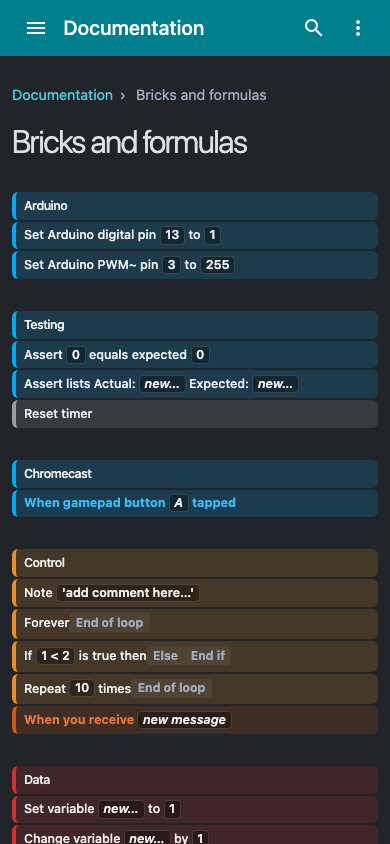 Documentation
Documentation › Bricks and formulas
Bricks and formulas
Arduino
Set Arduino digital pin 13 to 1
Set Arduino PWM~ pin 3 to 255
Testing
Assert 0 equals expected 0
Assert lists Actual: new... Expected: new...
Reset timer
Chromecast
When gamepad button A tapped
Control
Note 'add comment here...'
Forever End of loop
If 1 < 2 is true then Else End if
Repeat 10 times End of loop
When you receive new message
Data
Set variable new... to 1
Change variable new... by 1